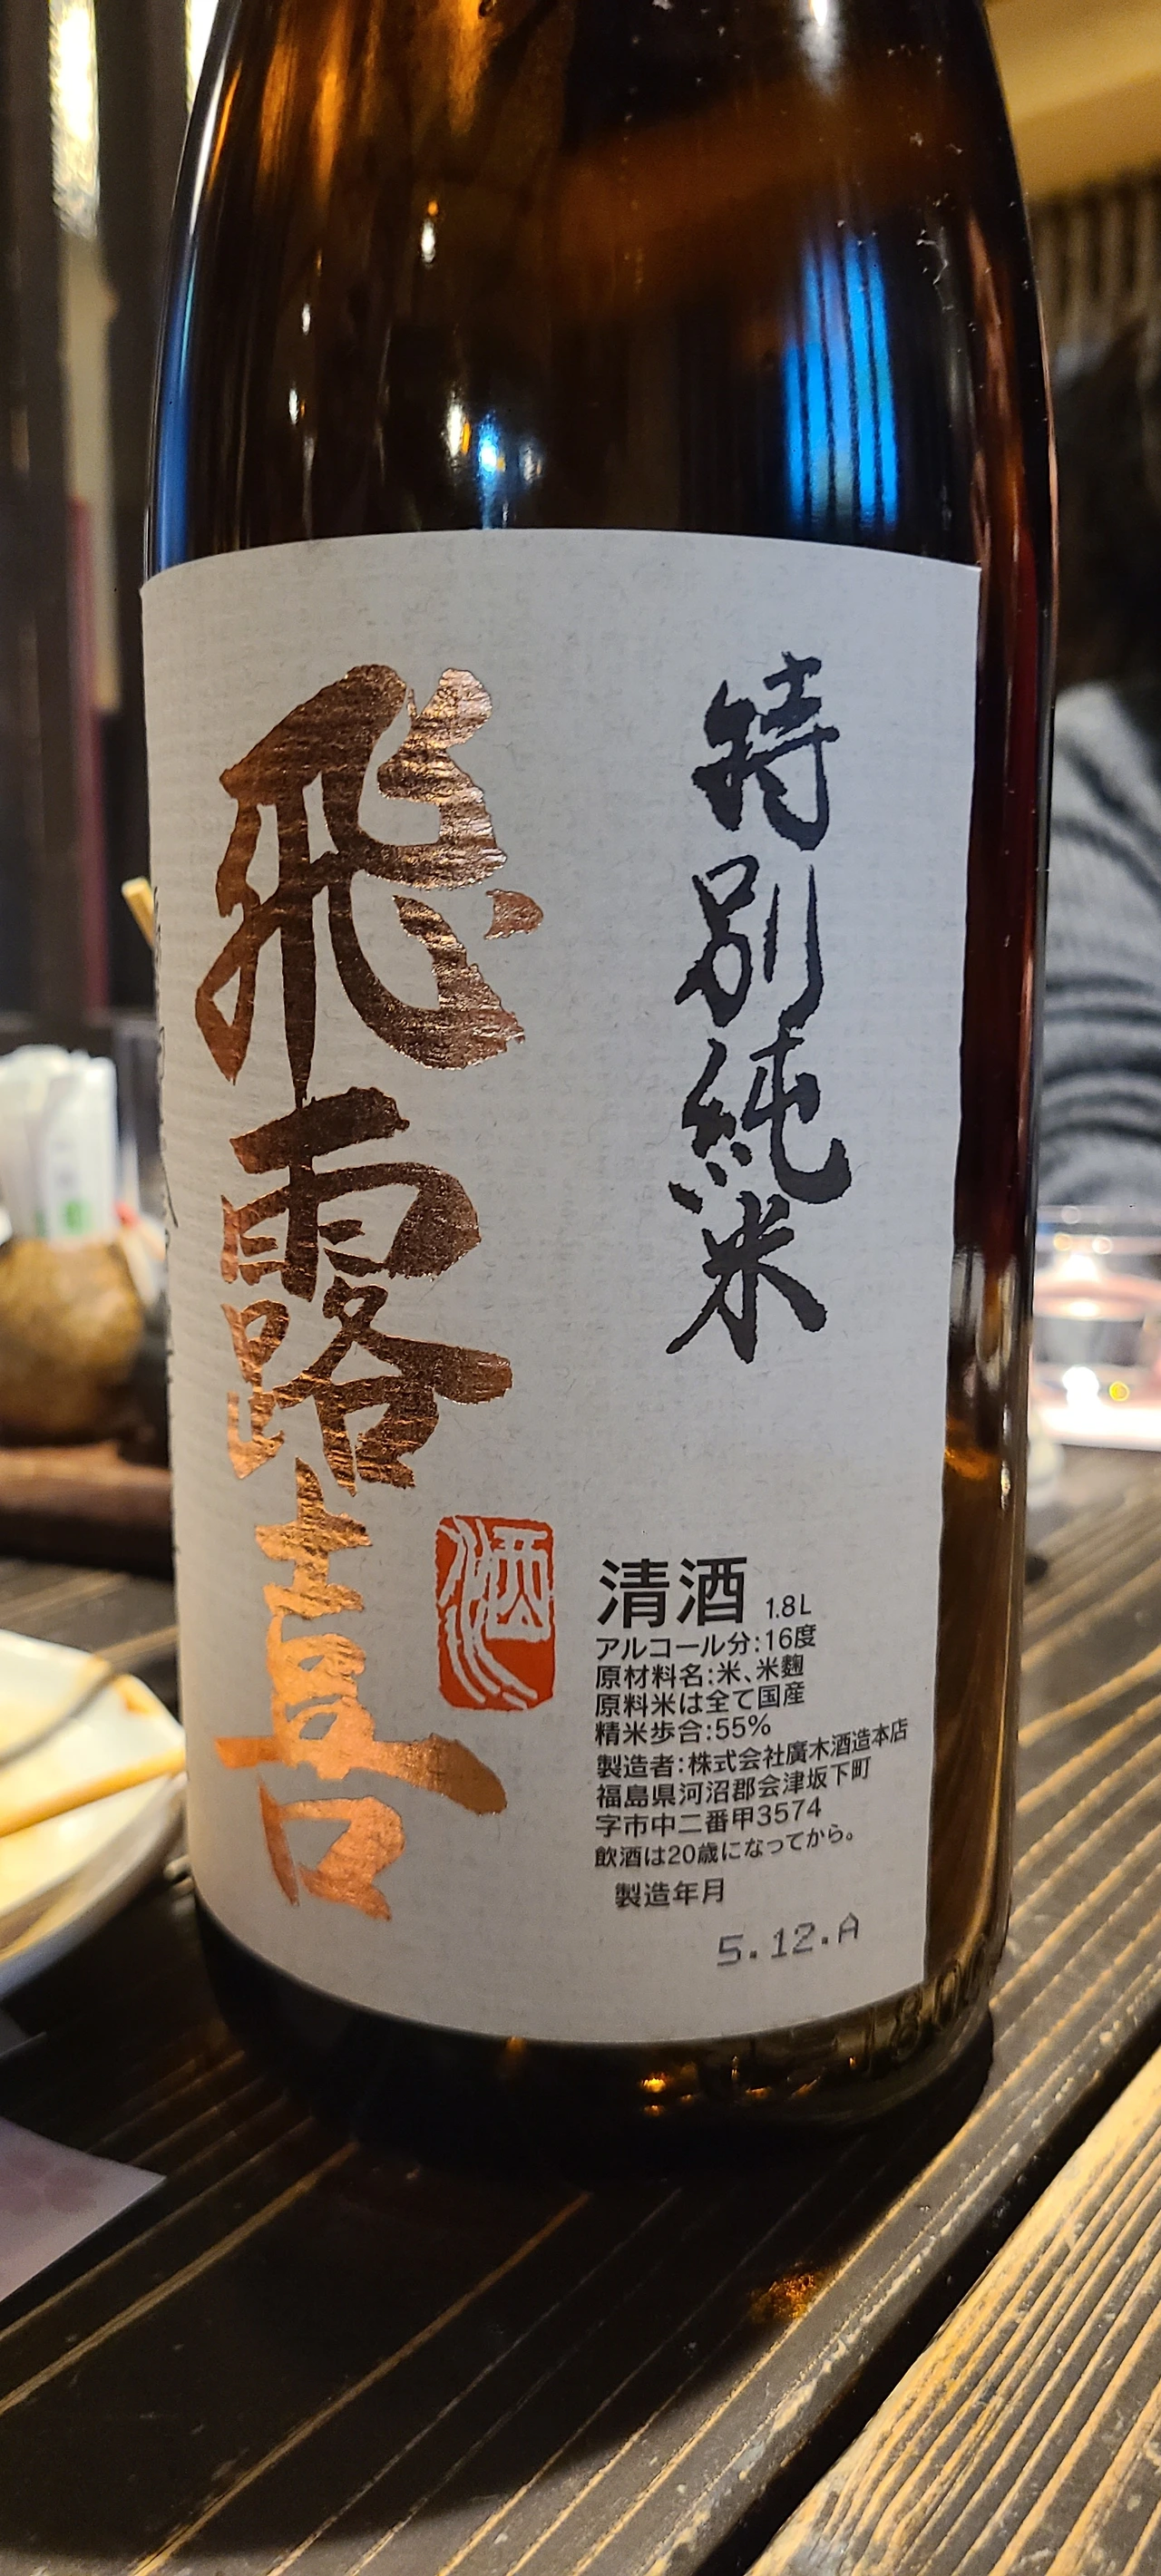 特別純米
飛露喜
酒
清酒 1.8L
アルコール分:16度
原材料名:米、米麹
原料米は全て国産
精米歩合:55%
製造者:株式会社廣木酒造本店
福島県河沼郡会津坂下町
字市中二番甲3574
飲酒は20歳になってから。
製造年月
5.12.A